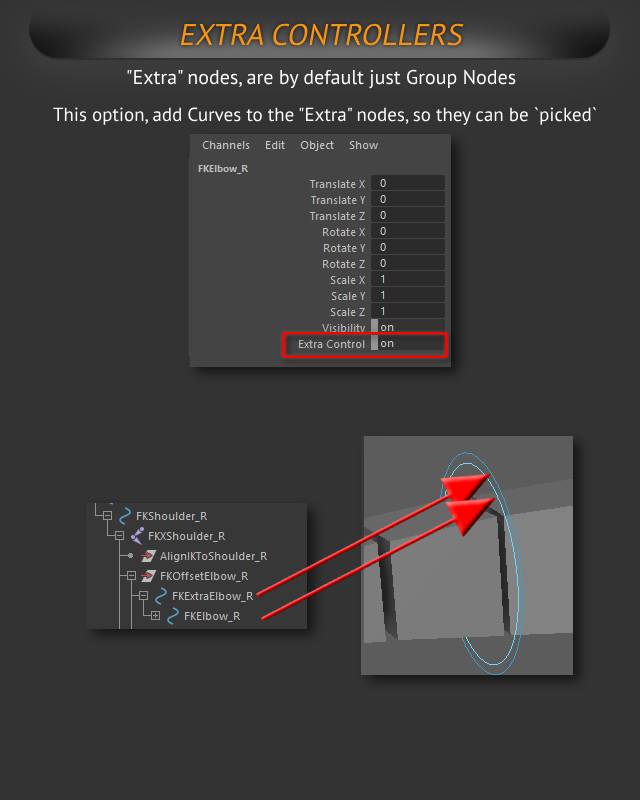 EXTRA CONTROLLERS
"Extra" nodes, are by default just Group Nodes
This option, add Curves to the "Extra" nodes, so they can be `picked`
Channels Edit Object Show
FKElbow_R
Translate X 0
Translate Y 0
Translate Z 0
Rotate X 0
Rotate Y 0
Rotate Z 0
Scale X 1
Scale Y 1
Scale Z 1
Visibility on
Extra Control on
FKShoulder_R
FKXShoulder_R
AlignIKToShoulder_R
FKOffsetElbow_R
FKExtraElbow_R
FKElbow_R